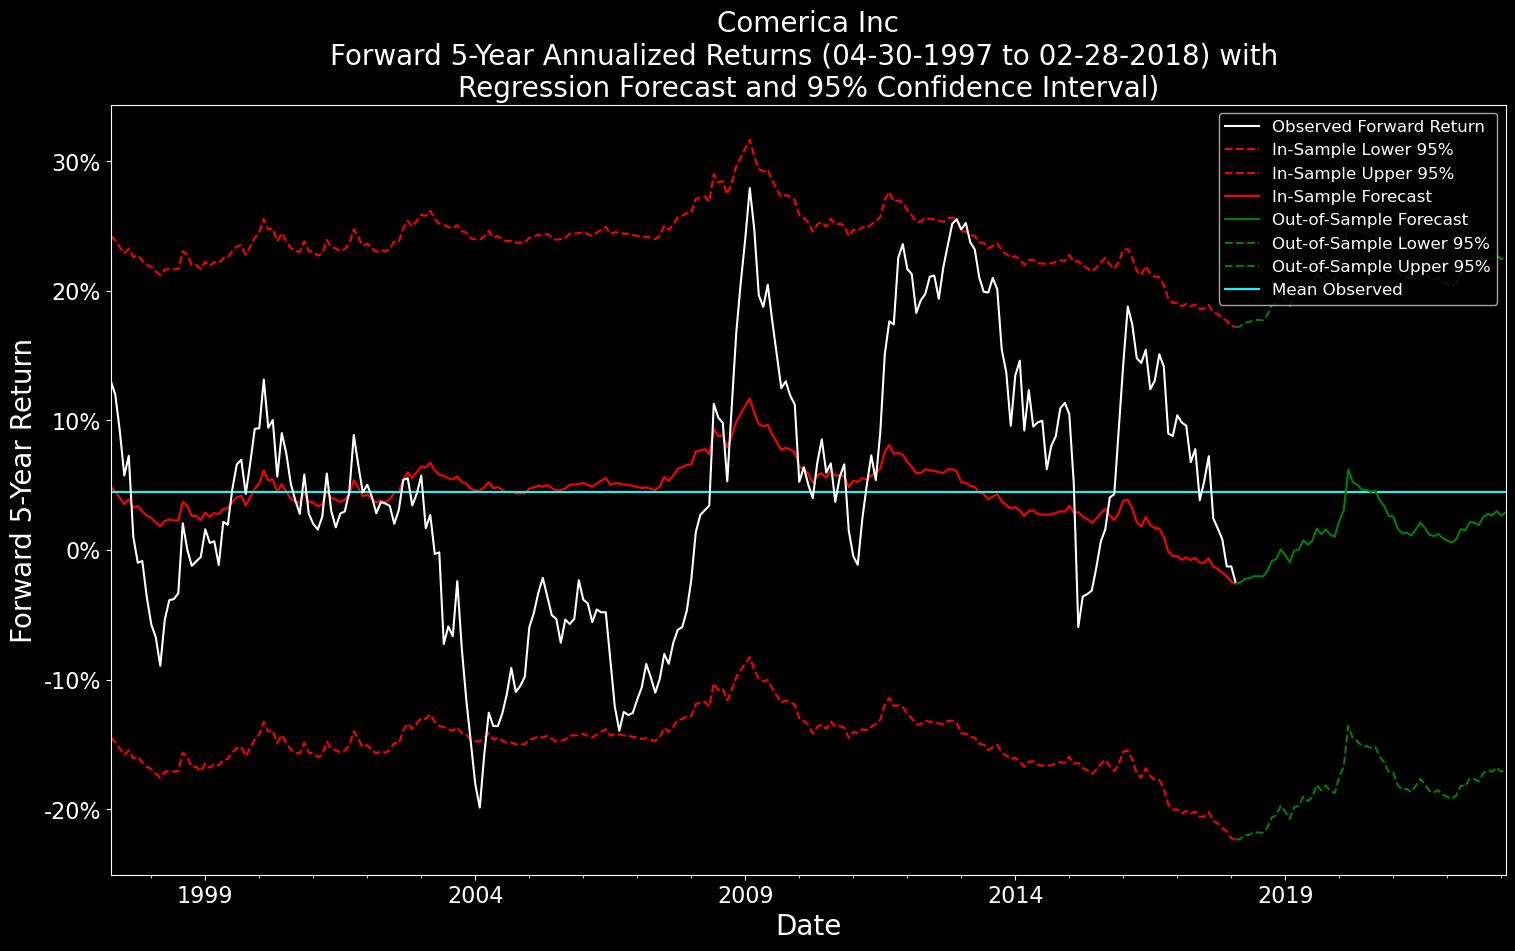 Comerica Inc
Forward 5-Year Annualized Returns (04-30-1997 to 02-28-2018) with
Regression Forecast and 95% Confidence Interval)
Observed Forward Return
In-Sample Lower 95%
In-Sample Upper 95%
In-Sample Forecast
Out-of-Sample Forecast
Out-of-Sample Lower 95%
Out-of-Sample Upper 95%
Mean Observed
Forward 5-Year Return
30%
20%
10%
0%
-10%
-20%
1999
2004
2009
2014
2019
Date